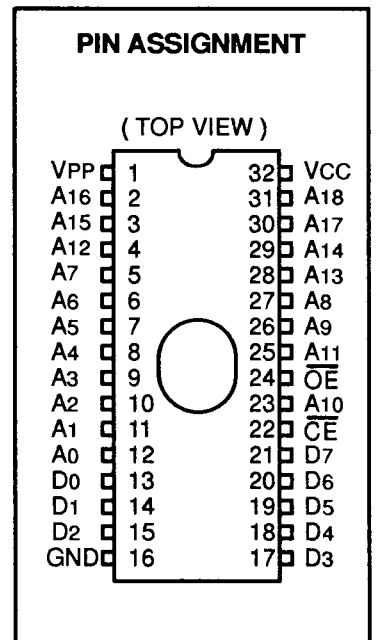 PIN ASSIGNMENT
( TOP VIEW )
VPP 1 32 VCC
A16 2 31 A18
A15 3 30 A17
A12 4 29 A14
A7 5 28 A13
A6 6 27 A8
A5 7 26 A9
A4 8 25 A11
A3 9 24 O̅E̅
A2 10 23 A10
A1 11 22 C̅E̅
A0 12 21 D7
D0 13 20 D6
D1 14 19 D5
D2 15 18 D4
GND 16 17 D3